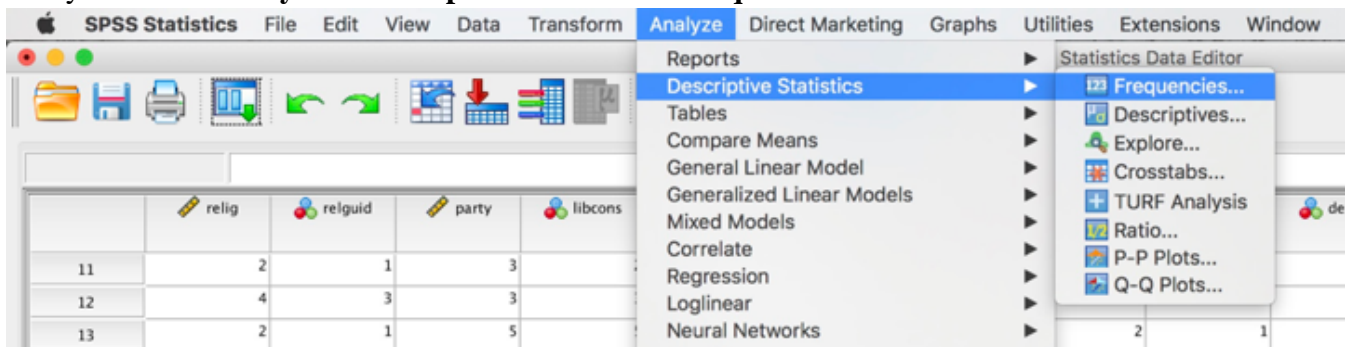 SPSS Statistics File Edit View Data Transform Analyze Direct Marketing Graphs Utilities Extensions Window
Reports
Statistics Data Editor
Descriptive Statistics
Frequencies...
Tables
Descriptives...
Compare Means
Explore...
General Linear Model
Crosstabs...
Generalized Linear Models
TURF Analysis
Mixed Models
Ratio...
Correlate
P-P Plots...
Regression
Q-Q Plots...
Loglinear
Neural Networks
relig relguid party libcons de
11 2 1 3
12 4 3 3
13 2 1 5 2 1